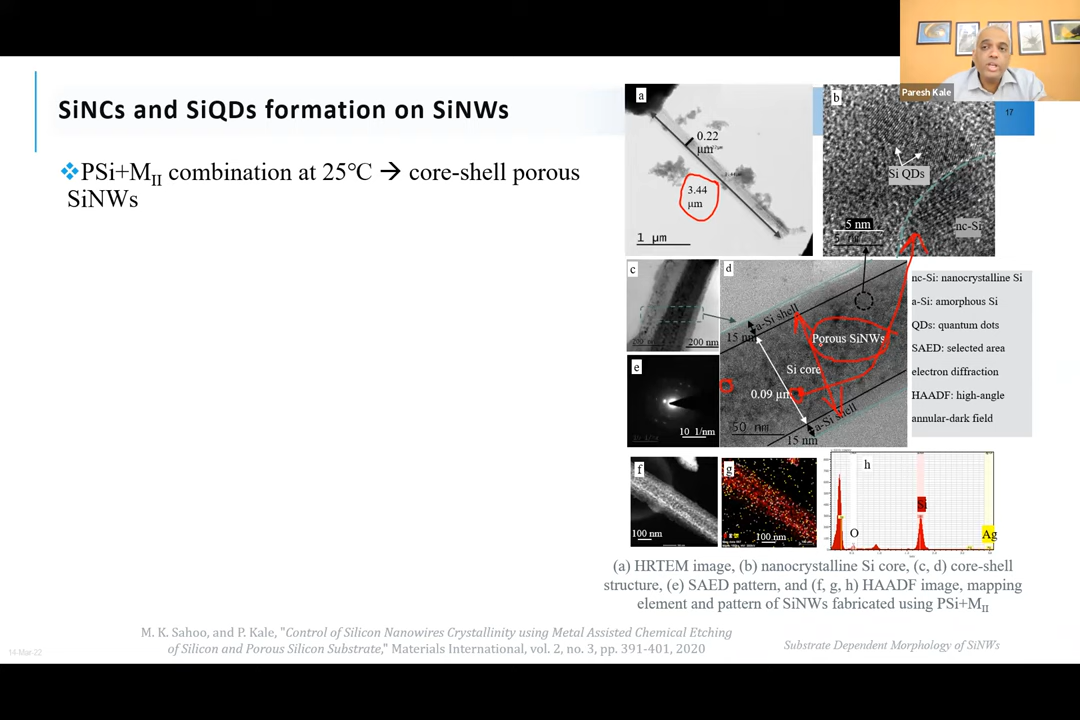 Paresh Kale
17
SiNCs and SiQDs formation on SiNWs
❖PSi+MII combination at 25℃ → core-shell porous
SiNWs
a
0.22
μm
3.44
μm
1 μm
b
Si QDs
5 nm
nc-Si
c
200 nm
d
a-Si shell
15 nm
Porous SiNWs
Si core
0.09 μm
50 nm
a-Si shell
15 nm
e
10 1/nm
f
100 nm
g
100 nm
h
O
Si
Ag
nc-Si: nanocrystalline Si
a-Si: amorphous Si
QDs: quantum dots
SAED: selected area
electron diffraction
HAADF: high-angle
annular-dark field
(a) HRTEM image, (b) nanocrystalline Si core, (c, d) core-shell
structure, (e) SAED pattern, and (f, g, h) HAADF image, mapping
element and pattern of SiNWs fabricated using PSi+MII
M. K. Sahoo, and P. Kale, "Control of Silicon Nanowires Crystallinity using Metal Assisted Chemical Etching
of Silicon and Porous Silicon Substrate," Materials International, vol. 2, no. 3, pp. 391-401, 2020
Substrate Dependent Morphology of SiNWs
14-Mar-22